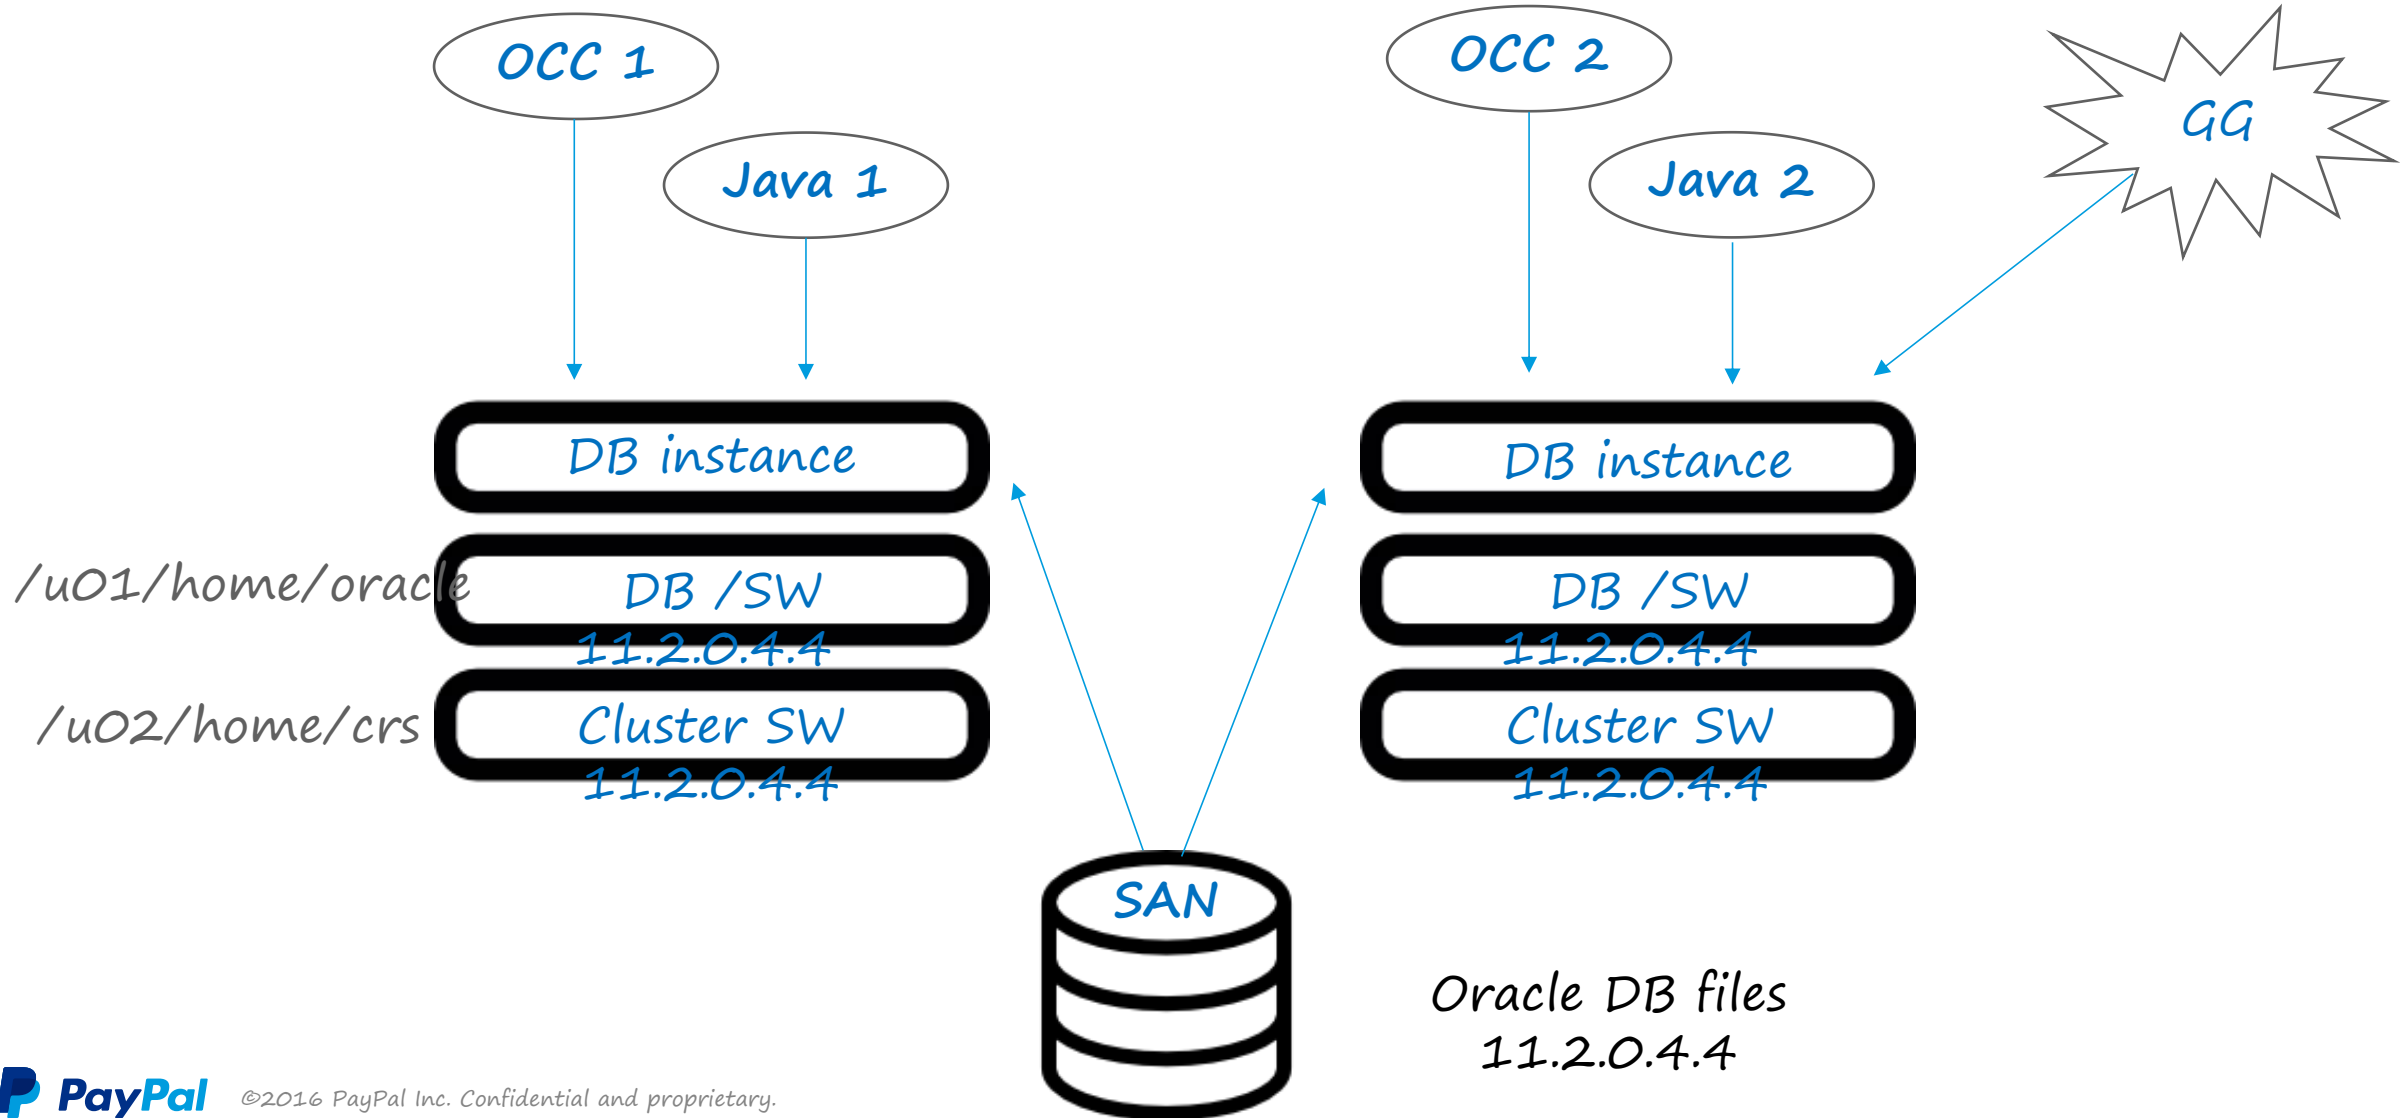 OCC 1
OCC 2
GG
Java 1
Java 2
DB instance
DB instance
/u01/home/oracle
DB /SW
11.2.0.4.4
DB /SW
11.2.0.4.4
/u02/home/crs
Cluster SW
11.2.0.4.4
Cluster SW
11.2.0.4.4
SAN
Oracle DB files
11.2.0.4.4
PayPal
©2016 PayPal Inc. Confidential and proprietary.